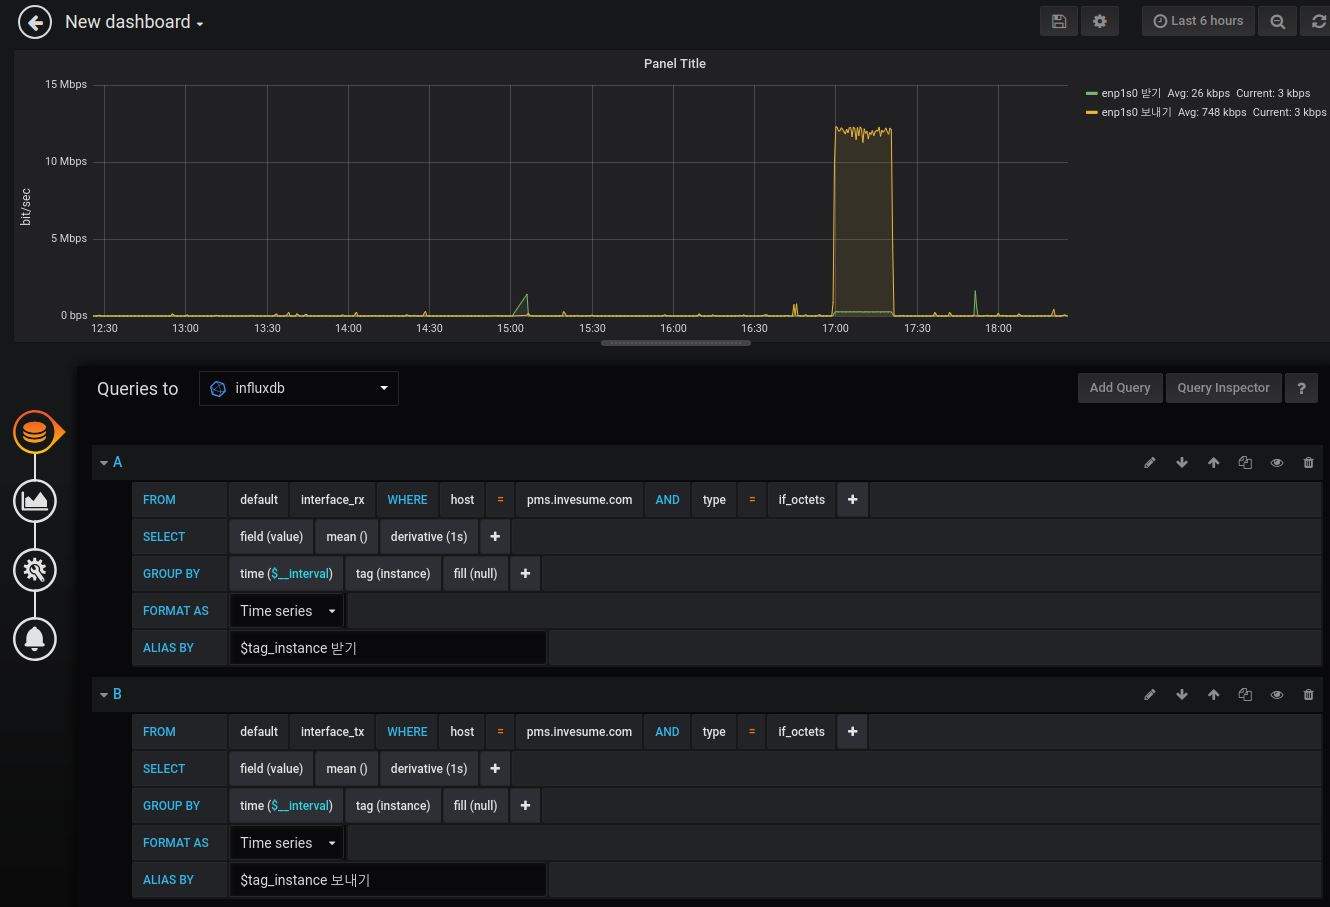 New dashboard
Last 6 hours
Panel Title
15 Mbps
10 Mbps
5 Mbps
0 bps
bit/sec
12:30 13:00 13:30 14:00 14:30 15:00 15:30 16:00 16:30 17:00 17:30 18:00
enp1s0 받기 Avg: 26 kbps Current: 3 kbps
enp1s0 보내기 Avg: 748 kbps Current: 3 kbps
Queries to influxdb
Add Query Query Inspector ?
A
FROM default interface_rx WHERE host = pms.invesume.com AND type = if_octets +
SELECT field (value) mean () derivative (1s) +
GROUP BY time ($__interval) tag (instance) fill (null) +
FORMAT AS Time series
ALIAS BY $tag_instance 받기
B
FROM default interface_tx WHERE host = pms.invesume.com AND type = if_octets +
SELECT field (value) mean () derivative (1s) +
GROUP BY time ($__interval) tag (instance) fill (null) +
FORMAT AS Time series
ALIAS BY $tag_instance 보내기